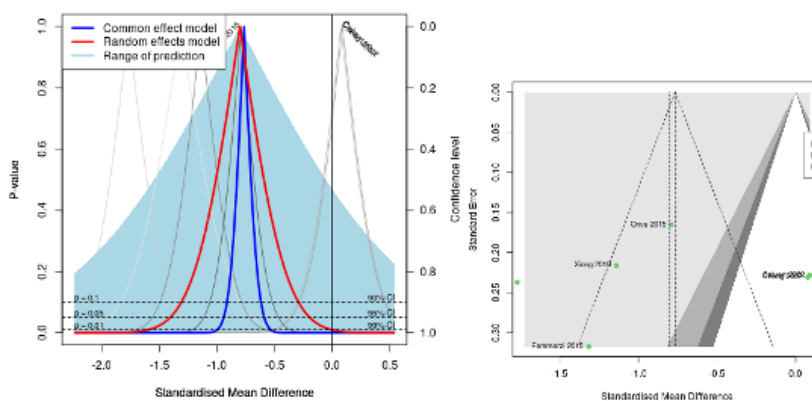 Common effect model
Random effects model
Range of prediction
P-value
1.0
0.8
0.6
0.4
0.2
0.0
p = 0.1
p = 0.05
p = 0.01
90% CI
95% CI
99% CI
0.0
0.2
0.4
0.6
0.8
1.0
Confidence level
-2.0
-1.5
-1.0
-0.5
0.0
0.5
Standardised Mean Difference
Standard Error
0.00
0.05
0.10
0.15
0.20
0.25
0.30
2015
Xiong 2019
2015
-1.5
-1.0
-0.5
0.0
Standardised Mean Difference